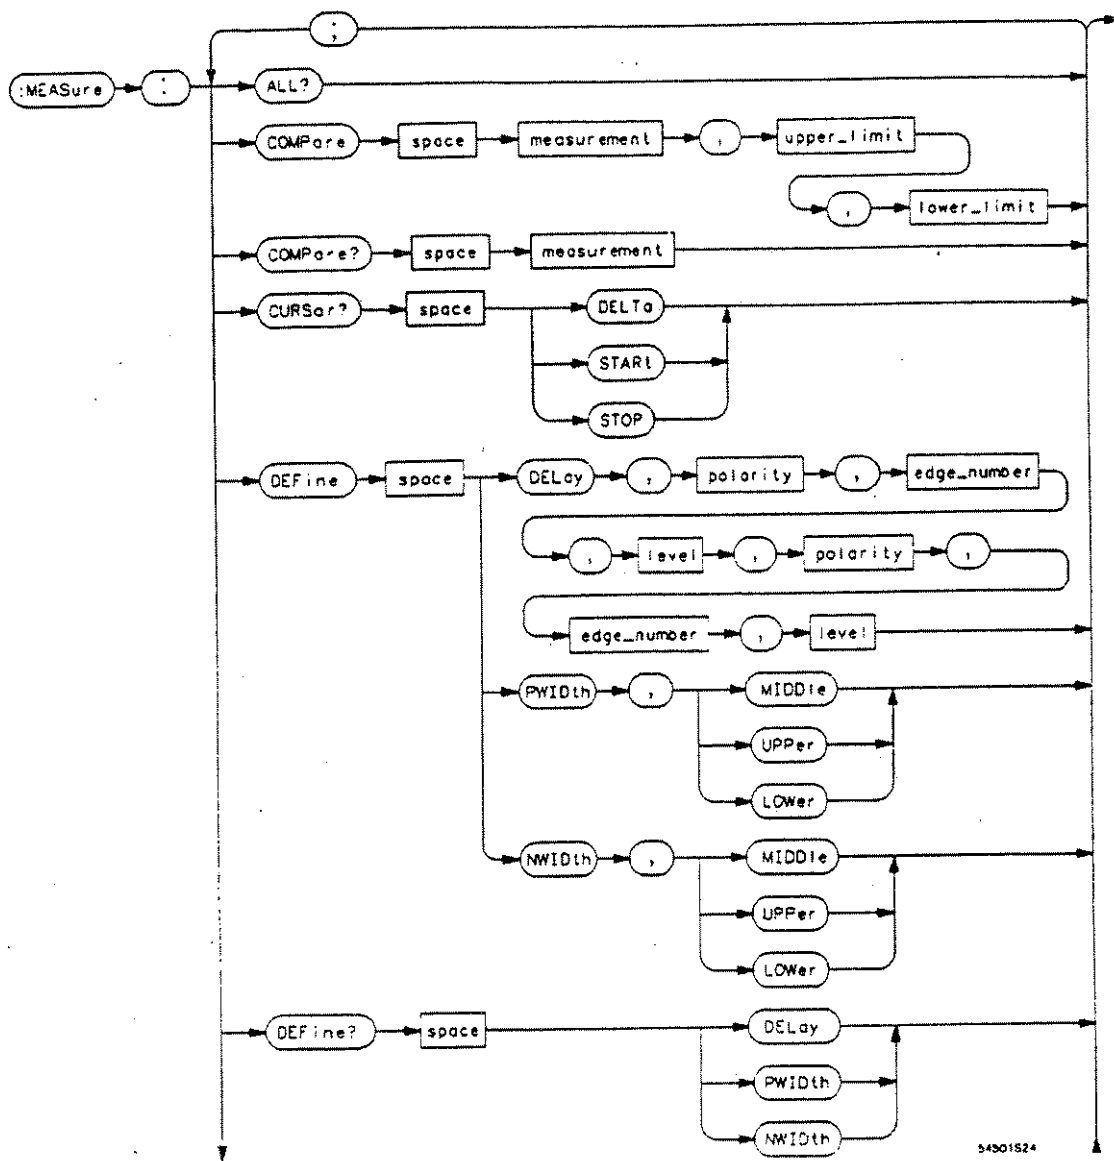 ;
:MEASure : ALL?
COMPare space measurement , upper_limit
, lower_limit
COMPare? space measurement
CURSor? space DELTa
STARt
STOP
DEFine space DELay , polarity , edge_number
, level , polarity ,
edge_number , level
PWIDth , MIDDle
UPPer
LOWer
NWIDth , MIDDle
UPPer
LOWer
DEFine? space DELay
PWIDth
NWIDth
54501S24